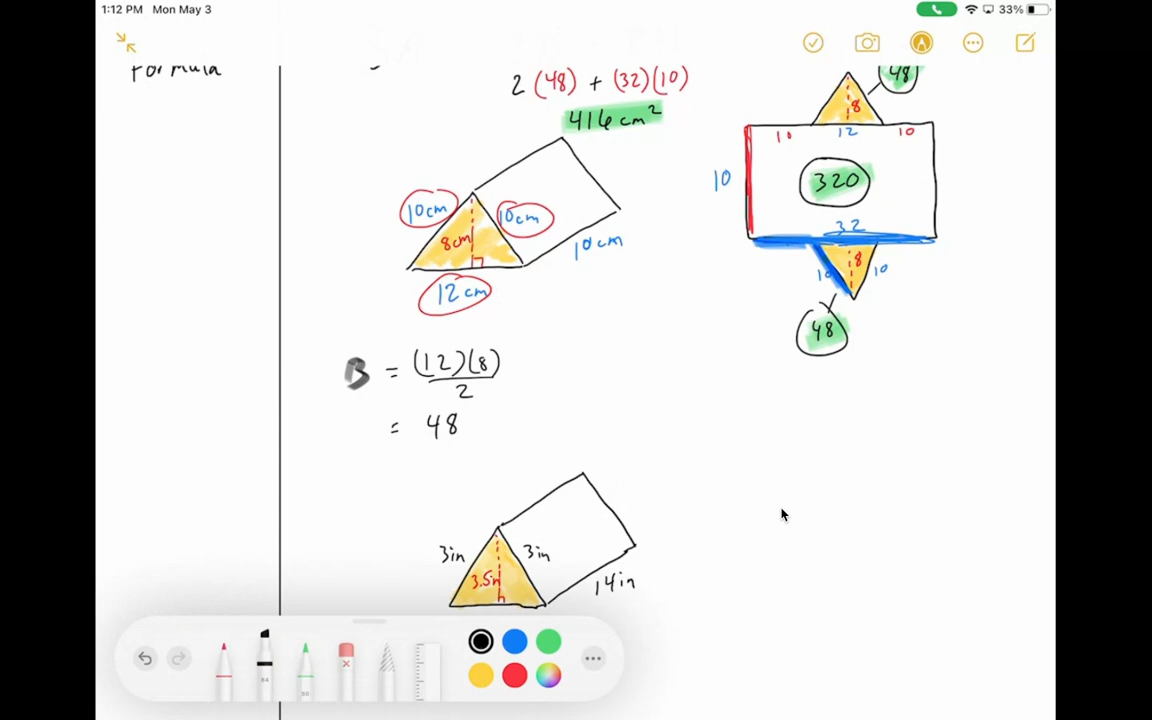 1:12 PM Mon May 3
33%
Formula
2 (48) + (32)(10)
416 cm²
10cm
10cm
8cm
10cm
12cm
B = (12)(8)
2
= 48
48
8
10 12 10
10
320
32
8
10
10
48
3in
3in
3.5in
14in
64
50